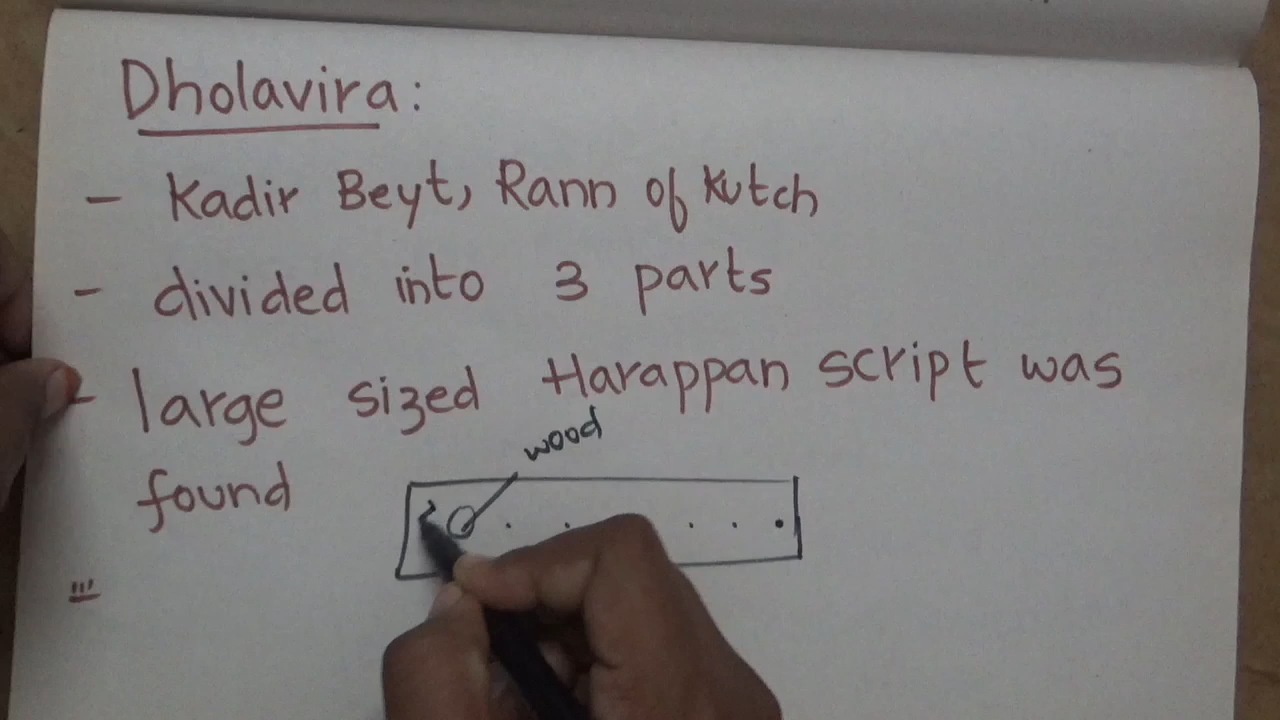 Dholavira:
- Kadir Beyt, Rann of Kutch
- divided into 3 parts
- large sized Harappan script was
found
wood